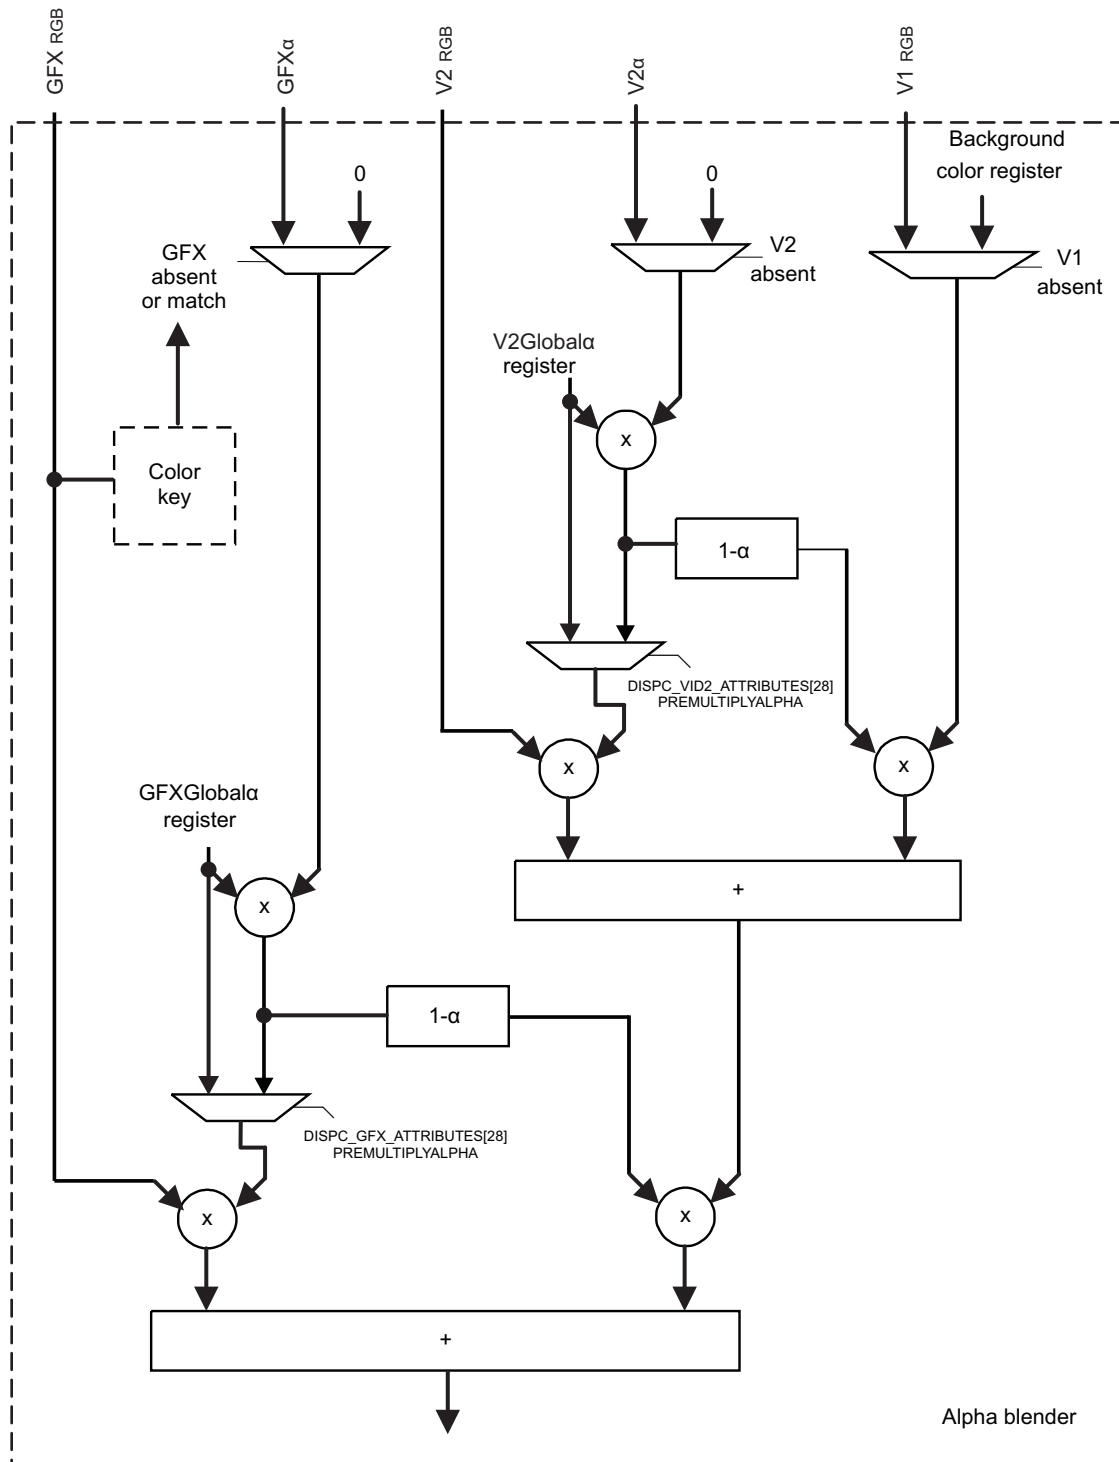 GFX RGB
GFXα
V2 RGB
V2α
V1 RGB
Background
color register
0
0
GFX
absent
or match
V2
absent
V1
absent
V2Globalα
register
x
Color
key
1-α
DISPC_VID2_ATTRIBUTES[28]
PREMULTIPLYALPHA
x
x
GFXGlobalα
register
+
x
1-α
DISPC_GFX_ATTRIBUTES[28]
PREMULTIPLYALPHA
x
x
+
Alpha blender